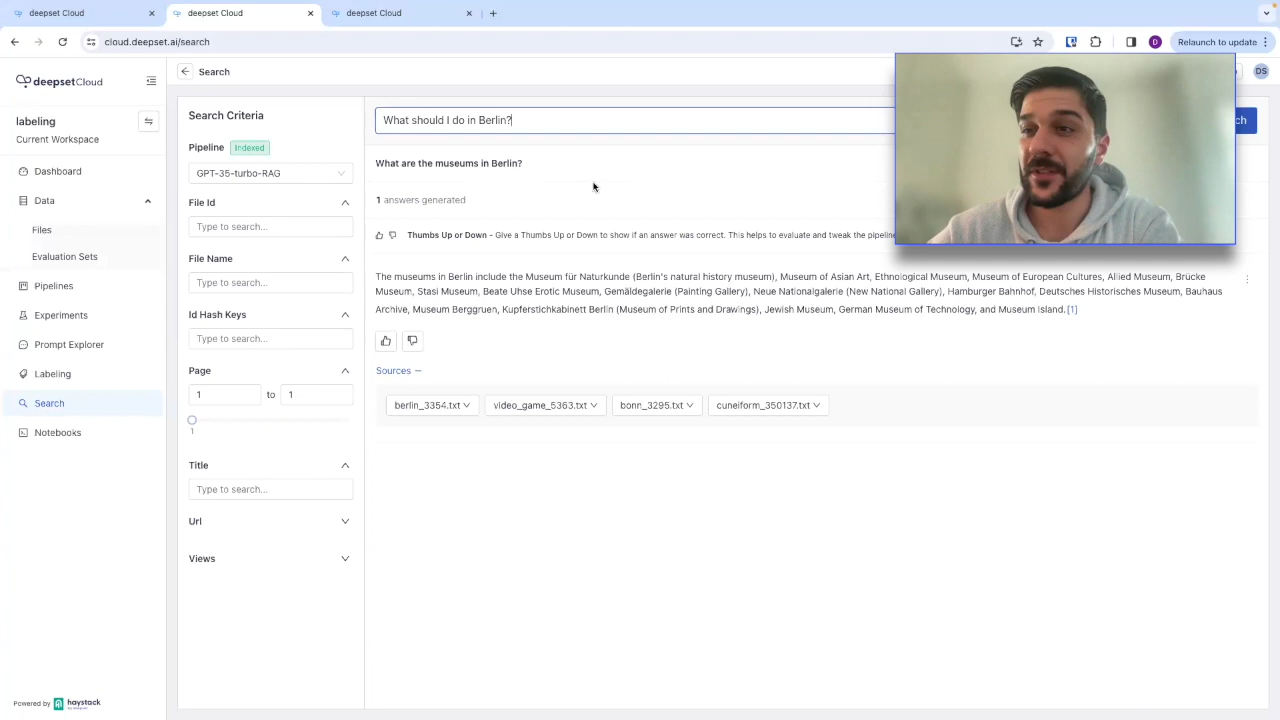 deepset Cloud
deepset Cloud
deepset Cloud
cloud.deepset.ai/search
Relaunch to update
D
deepsetCloud
Search
DS
labeling
Current Workspace
Dashboard
Data
Files
Evaluation Sets
Pipelines
Experiments
Prompt Explorer
Labeling
Search
Notebooks
Powered by haystack
by deepset
Search Criteria
Pipeline Indexed
GPT-35-turbo-RAG
File Id
Type to search...
File Name
Type to search...
Id Hash Keys
Type to search...
Page
1 to 1
1
Title
Type to search...
Url
Views
What should I do in Berlin?
ch
What are the museums in Berlin?
1 answers generated
Thumbs Up or Down - Give a Thumbs Up or Down to show if an answer was correct. This helps to evaluate and tweak the pipeline
The museums in Berlin include the Museum für Naturkunde (Berlin's natural history museum), Museum of Asian Art, Ethnological Museum, Museum of European Cultures, Allied Museum, Brücke
Museum, Stasi Museum, Beate Uhse Erotic Museum, Gemäldegalerie (Painting Gallery), Neue Nationalgalerie (New National Gallery), Hamburger Bahnhof, Deutsches Historisches Museum, Bauhaus
Archive, Museum Berggruen, Kupferstichkabinett Berlin (Museum of Prints and Drawings), Jewish Museum, German Museum of Technology, and Museum Island.[1]
Sources
berlin_3354.txt
video_game_5363.txt
bonn_3295.txt
cuneiform_350137.txt